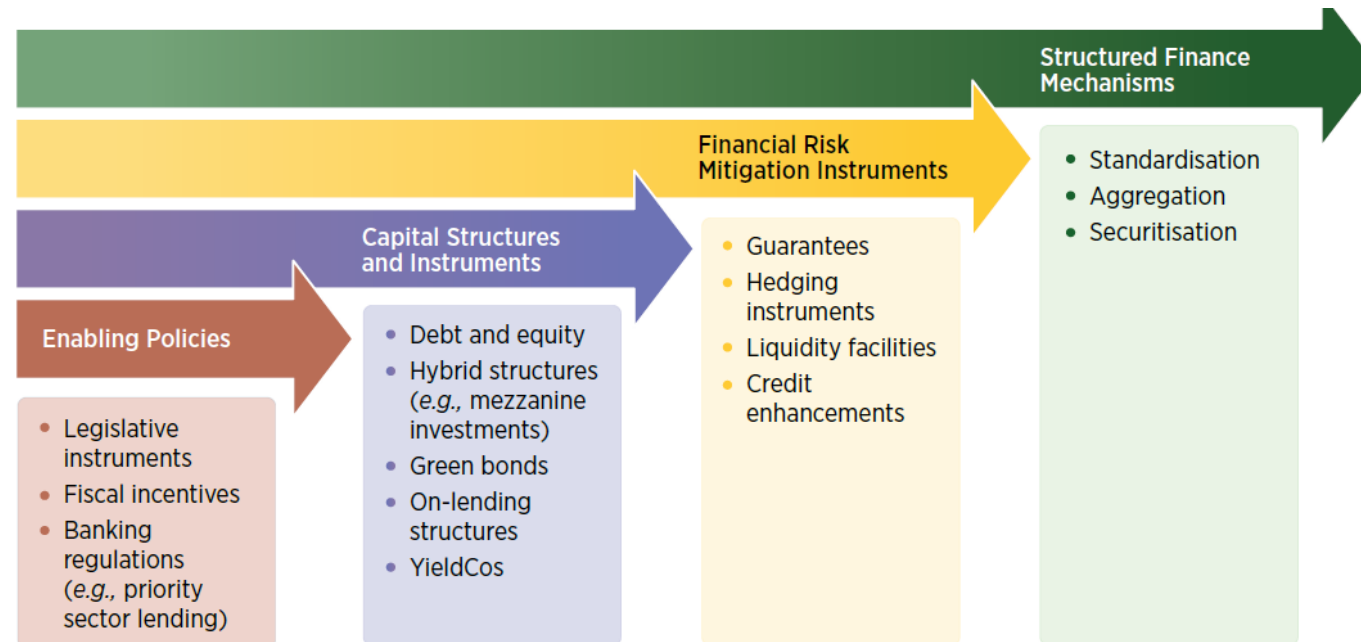 Structured Finance
Mechanisms
• Standardisation
• Aggregation
• Securitisation
Financial Risk
Mitigation Instruments
• Guarantees
• Hedging
instruments
• Liquidity facilities
• Credit
enhancements
Capital Structures
and Instruments
• Debt and equity
• Hybrid structures
(e.g., mezzanine
investments)
• Green bonds
• On-lending
structures
• YieldCos
Enabling Policies
• Legislative
instruments
• Fiscal incentives
• Banking
regulations
(e.g., priority
sector lending)